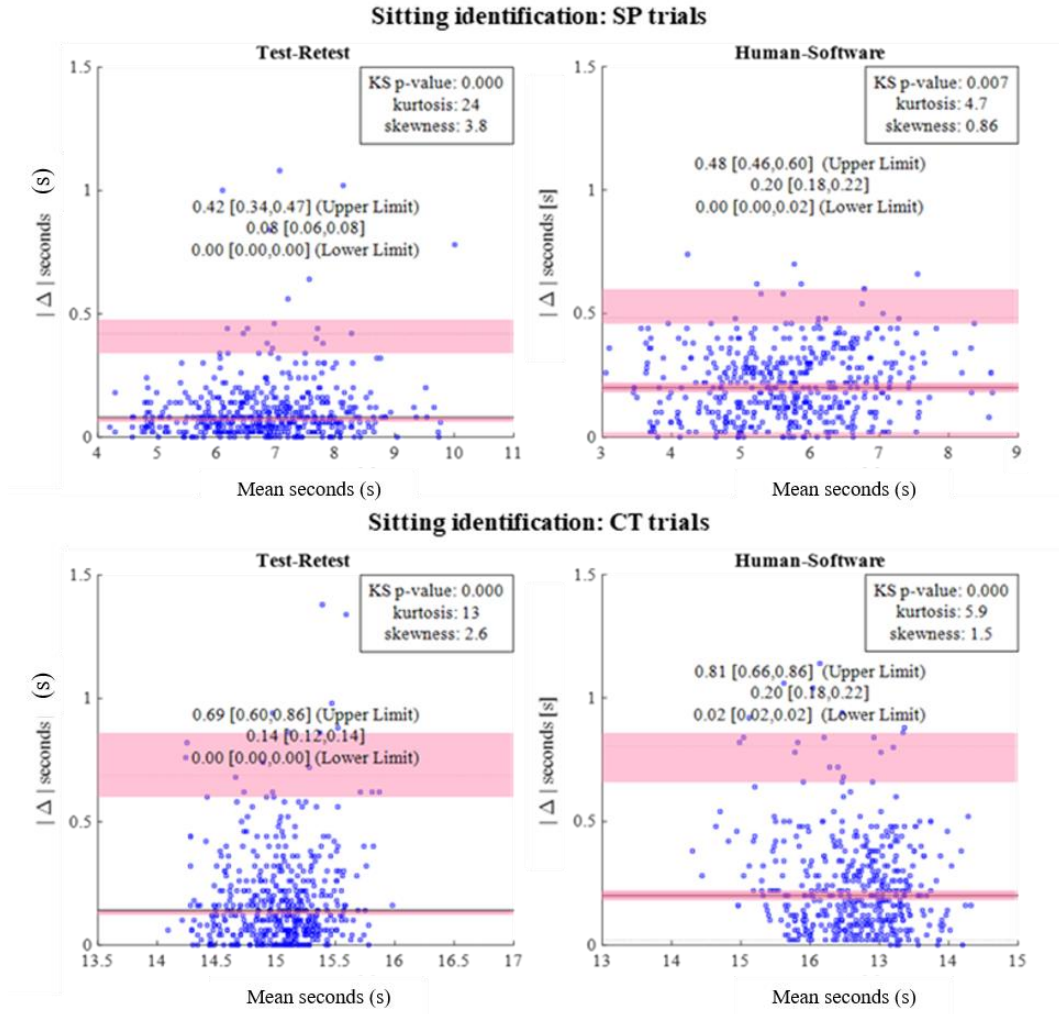 Sitting identification: SP trials
Test-Retest
KS p-value: 0.000
kurtosis: 24
skewness: 3.8
0.42 [0.34,0.47] (Upper Limit)
0.08 [0.06,0.08]
0.00 [0.00,0.00] (Lower Limit)
1.5
1
0.5
0
4 5 6 7 8 9 10 11
| Δ | seconds (s)
Mean seconds (s)
Human-Software
KS p-value: 0.007
kurtosis: 4.7
skewness: 0.86
0.48 [0.46,0.60] (Upper Limit)
0.20 [0.18,0.22]
0.00 [0.00,0.02] (Lower Limit)
1.5
1
0.5
0
3 4 5 6 7 8 9
| Δ | seconds [s]
Mean seconds (s)
Sitting identification: CT trials
Test-Retest
KS p-value: 0.000
kurtosis: 13
skewness: 2.6
0.69 [0.60,0.86] (Upper Limit)
0.14 [0.12,0.14]
0.00 [0.00,0.00] (Lower Limit)
1.5
1
0.5
0
13.5 14 14.5 15 15.5 16 16.5 17
| Δ | seconds (s)
Mean seconds (s)
Human-Software
KS p-value: 0.000
kurtosis: 5.9
skewness: 1.5
0.81 [0.66,0.86] (Upper Limit)
0.20 [0.18,0.22]
0.02 [0.02,0.02] (Lower Limit)
1.5
1
0.5
0
13 14 15 16 13 14 15
| Δ | seconds [s]
Mean seconds (s)